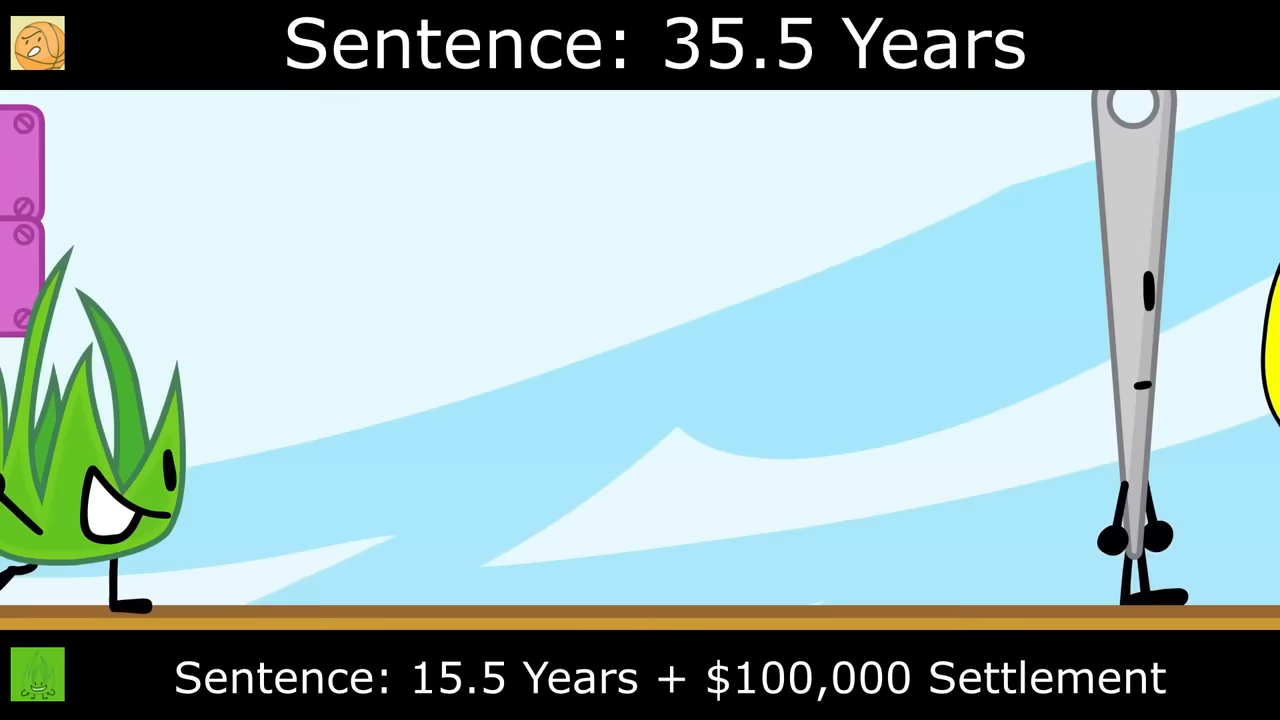 Sentence: 35.5 Years
Sentence: 15.5 Years + $100,000 Settlement